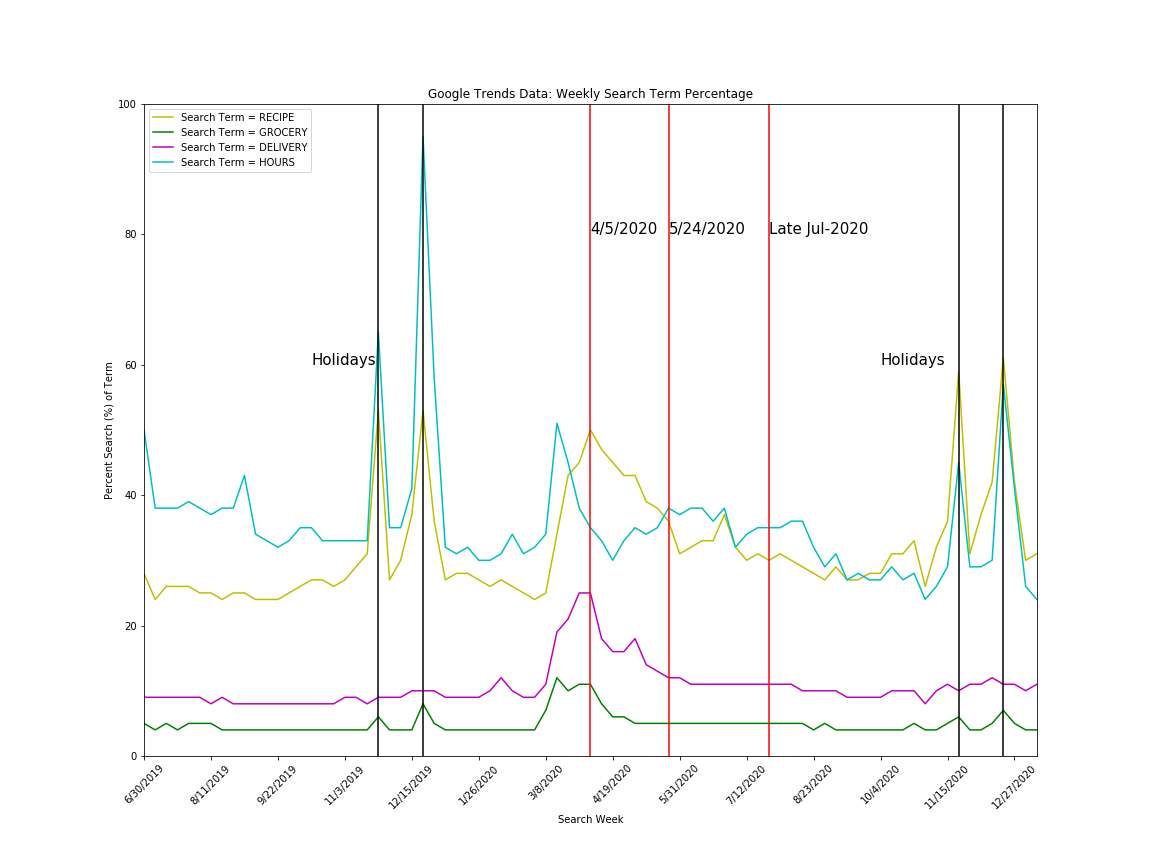 Google Trends Data: Weekly Search Term Percentage
100
80
60
40
20
0
Percent Search (%) of Term
Search Term = RECIPE
Search Term = GROCERY
Search Term = DELIVERY
Search Term = HOURS
4/5/2020
5/24/2020
Late Jul-2020
Holidays
Holidays
6/30/2019
8/11/2019
9/22/2019
11/3/2019
12/15/2019
1/26/2020
3/8/2020
4/19/2020
5/31/2020
7/12/2020
8/23/2020
10/4/2020
11/15/2020
12/27/2020
Search Week